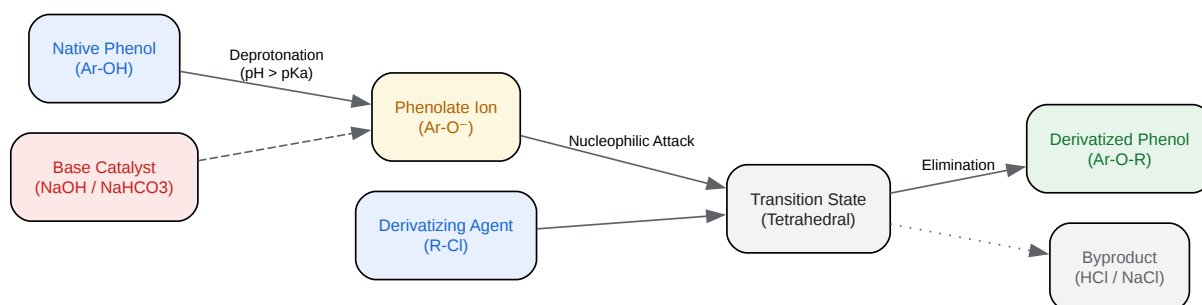 Native Phenol
(Ar-OH)
Deprotonation
(pH > pKa)
Base Catalyst
(NaOH / NaHCO3)
Phenolate Ion
(Ar-O⁻)
Nucleophilic Attack
Derivatizing Agent
(R-Cl)
Transition State
(Tetrahedral)
Elimination
Derivatized Phenol
(Ar-O-R)
Byproduct
(HCl / NaCl)